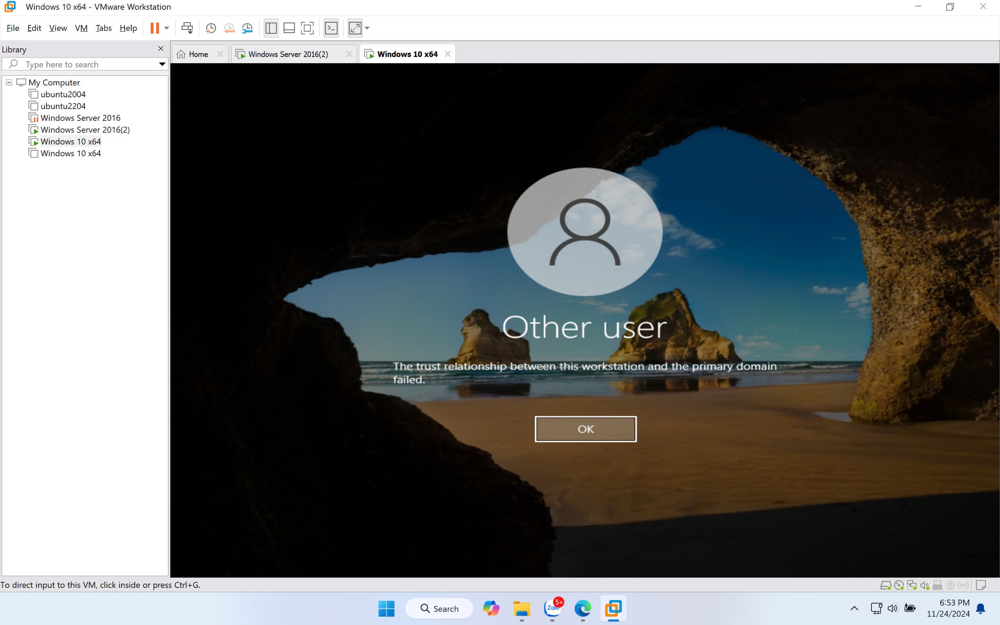 Windows 10 x64 - VMware Workstation
File Edit View VM Tabs Help
Library
Type here to search
My Computer
ubuntu2004
ubuntu2204
Windows Server 2016
Windows Server 2016(2)
Windows 10 x64
Windows 10 x64
Home
Windows Server 2016(2)
Windows 10 x64
Other user
The trust relationship between this workstation and the primary domain
failed.
OK
To direct input to this VM, click inside or press Ctrl+G.
Search
Zalo
5+
6:53 PM
11/24/2024